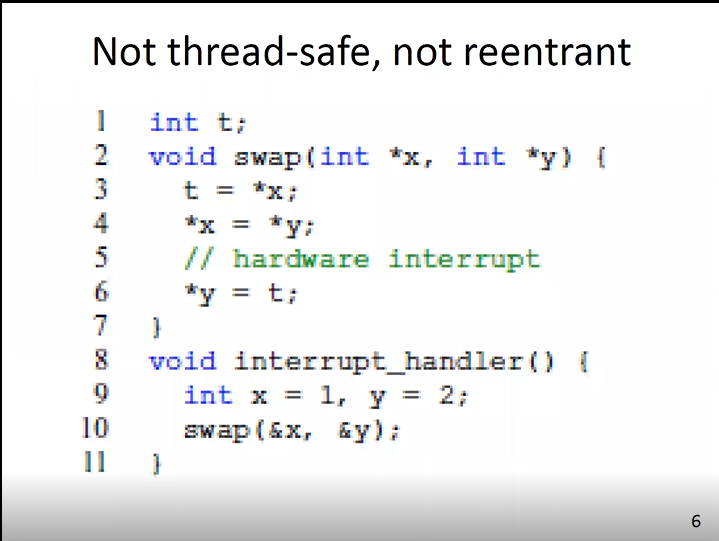 Not thread-safe, not reentrant
1 int t;
2 void swap(int *x, int *y) {
3 t = *x;
4 *x = *y;
5 // hardware interrupt
6 *y = t;
7 }
8 void interrupt_handler() {
9 int x = 1, y = 2;
10 swap(&x, &y);
11 }
6